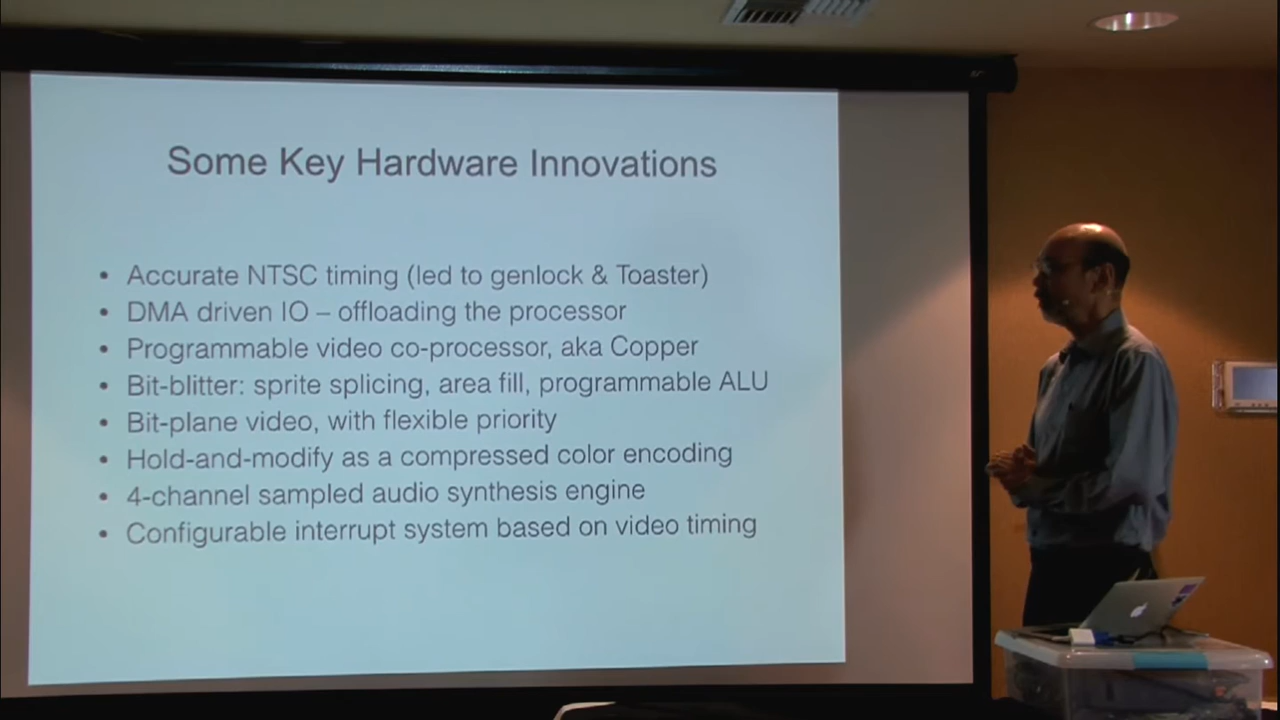 Some Key Hardware Innovations
• Accurate NTSC timing (led to genlock & Toaster)
• DMA driven IO – offloading the processor
• Programmable video co-processor, aka Copper
• Bit-blitter: sprite splicing, area fill, programmable ALU
• Bit-plane video, with flexible priority
• Hold-and-modify as a compressed color encoding
• 4-channel sampled audio synthesis engine
• Configurable interrupt system based on video timing